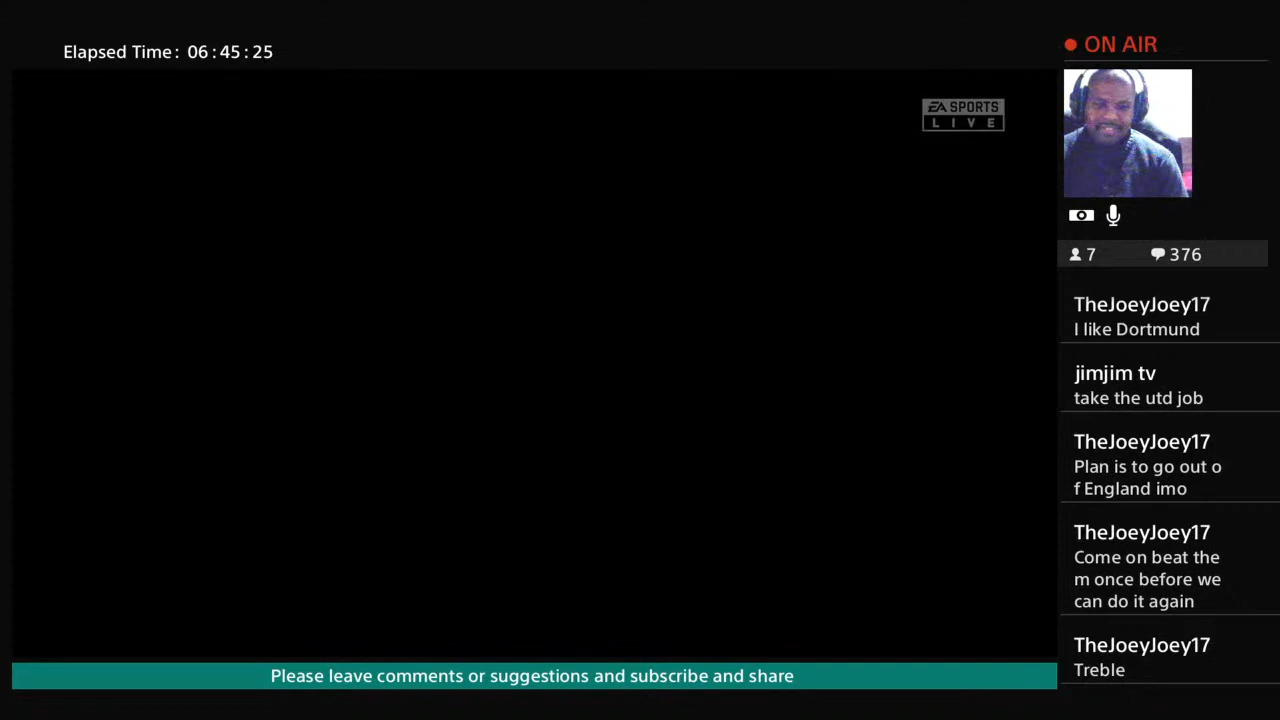 Elapsed Time: 06:45:25
EA SPORTS
LIVE
ON AIR
7
376
TheJoeyJoey17
I like Dortmund
jimjim tv
take the utd job
TheJoeyJoey17
Plan is to go out o
f England imo
TheJoeyJoey17
Come on beat the
m once before we
can do it again
TheJoeyJoey17
Treble
Please leave comments or suggestions and subscribe and share